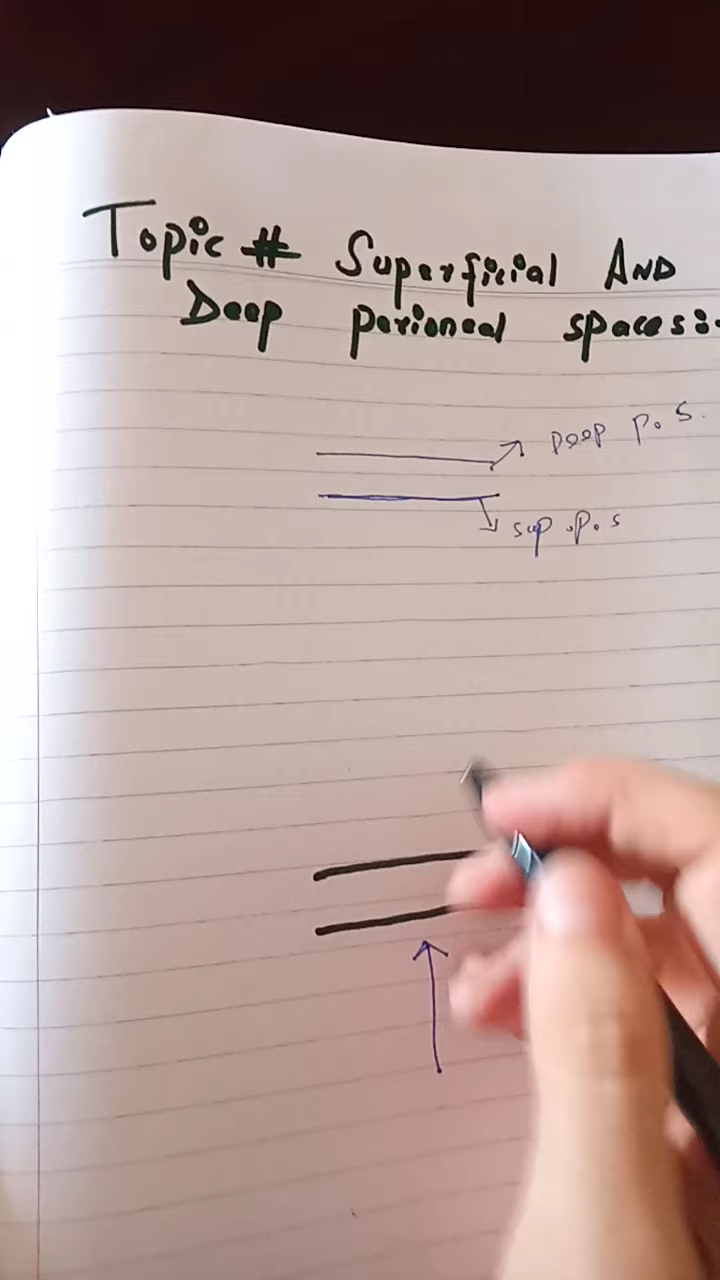 Topic # Superficial AND
Deep perioneal spaces:-
Deep p.s.
sup.p.s